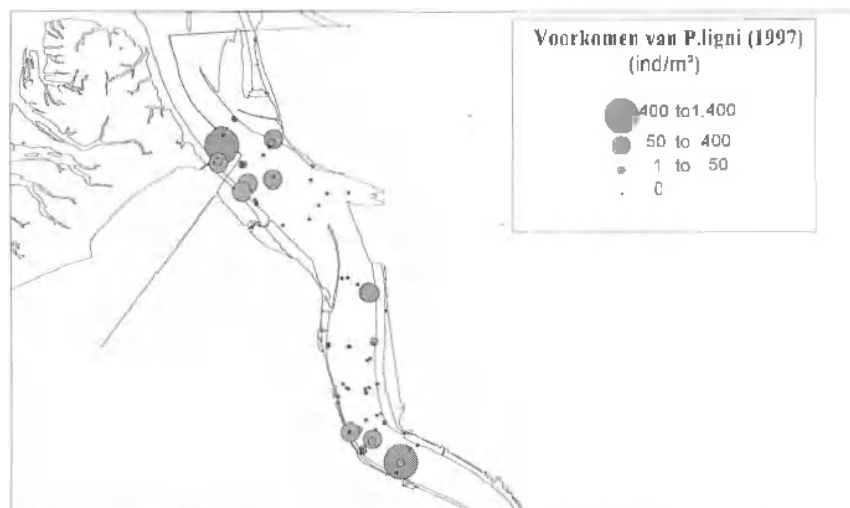 Voorkomen van P.ligni (1997)
(ind/m²)
400 to 1.400
50 to 400
1 to 50
0